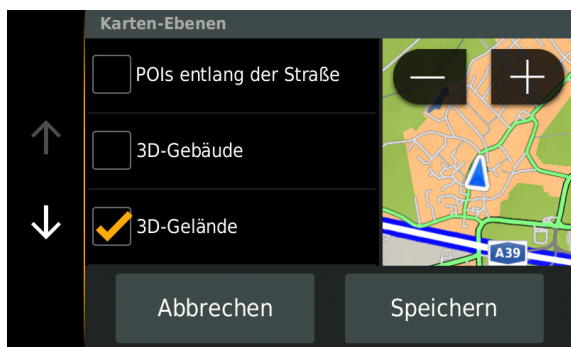 Karten-Ebenen
POIs entlang der Straße
3D-Gebäude
3D-Gelände
A39
Abbrechen
Speichern